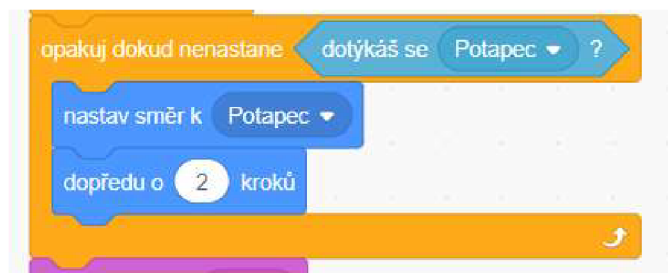 opakuj dokud nenastane dotýkáš se Potapec ?
nastav směr k Potapec
dopředu o 2 kroků